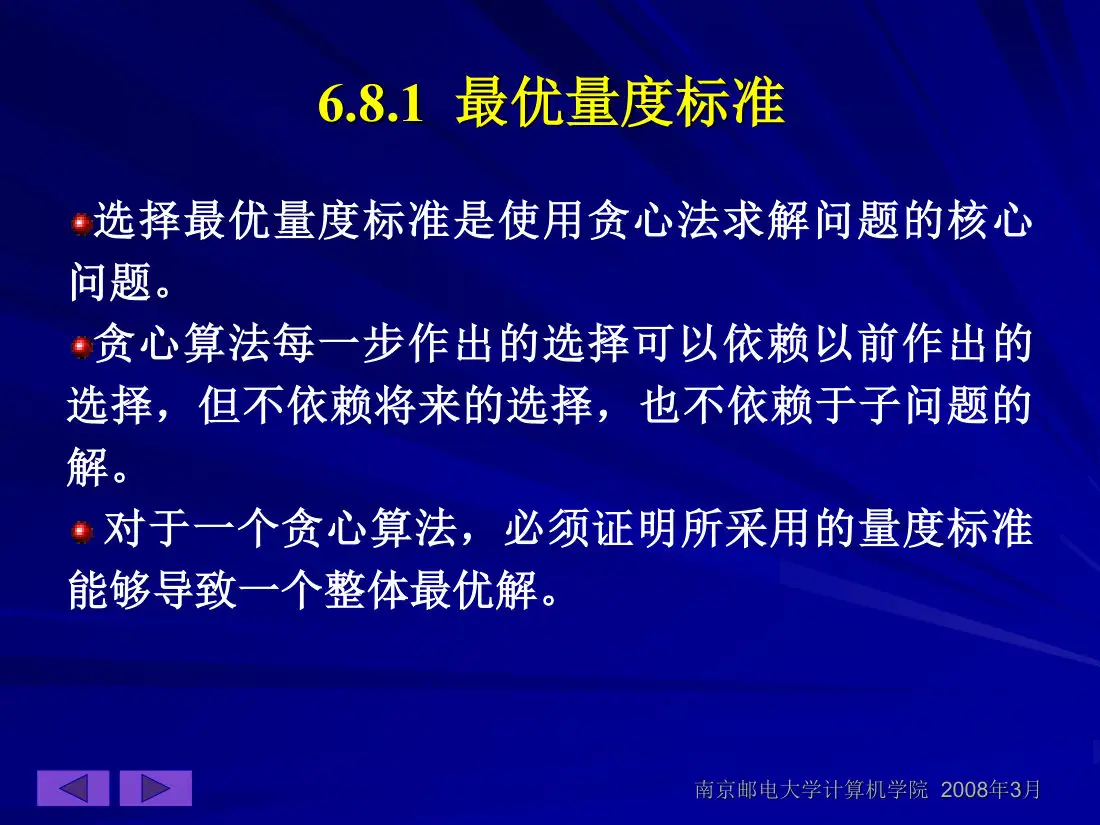 6.8.1 最优量度标准
选择最优量度标准是使用贪心法求解问题的核心
问题。
贪心算法每一步作出的选择可以依赖以前作出的
选择，但不依赖将来的选择，也不依赖于子问题的
解。
对于一个贪心算法，必须证明所采用的量度标准
能够导致一个整体最优解。
南京邮电大学计算机学院 2008年3月